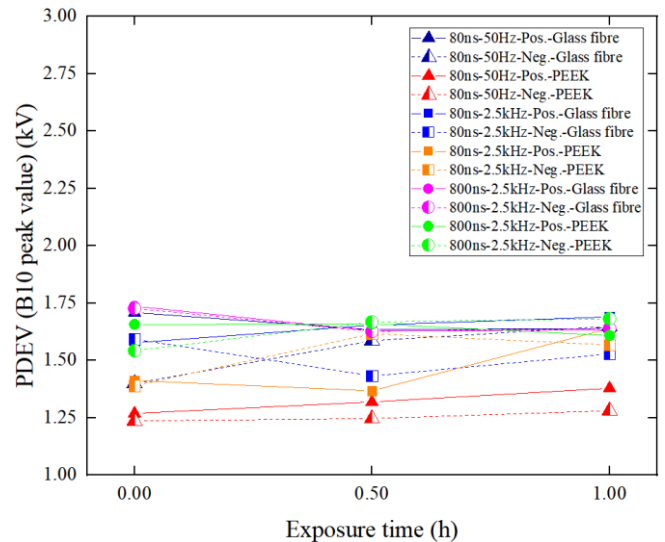 3.00
2.75
2.50
2.25
2.00
1.75
1.50
1.25
1.00
PDEV (B10 peak value) (kV)
80ns-50Hz-Pos.-Glass fibre
80ns-50Hz-Neg.-Glass fibre
80ns-50Hz-Pos.-PEEK
80ns-50Hz-Neg.-PEEK
80ns-2.5kHz-Pos.-Glass fibre
80ns-2.5kHz-Neg.-Glass fibre
80ns-2.5kHz-Pos.-PEEK
80ns-2.5kHz-Neg.-PEEK
800ns-2.5kHz-Pos.-Glass fibre
800ns-2.5kHz-Neg.-Glass fibre
800ns-2.5kHz-Pos.-PEEK
800ns-2.5kHz-Neg.-PEEK
0.00 0.50 1.00
Exposure time (h)